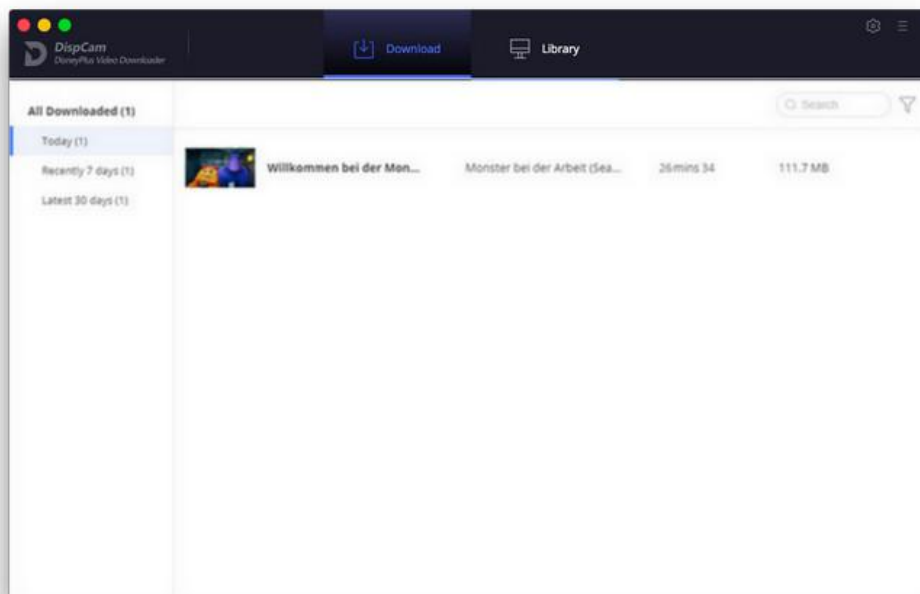 DispCam
DisneyPlus Video Downloader
Download
Library
All Downloaded (1)
Search
Today (1)
Recently 7 days (1)
Latest 30 days (1)
Willkommen bei der Mon... Monster bei der Arbeit (Sea... 26mins 34 111.7 MB